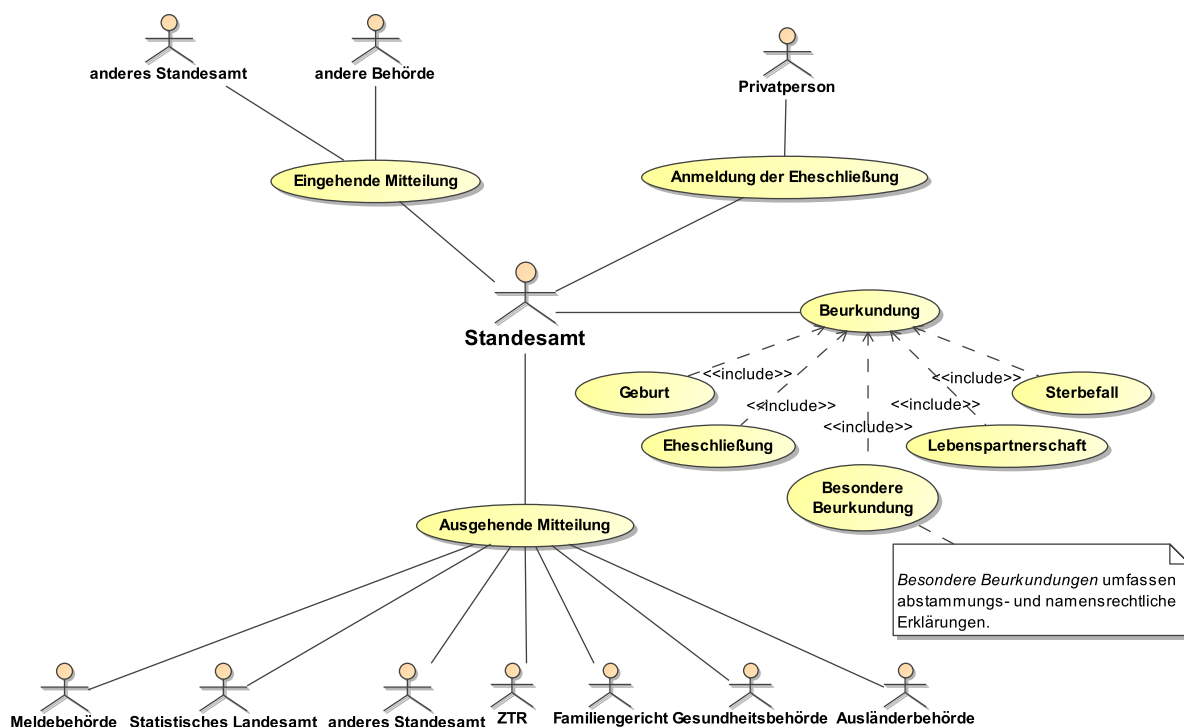 anderes Standesamt
andere Behörde
Privatperson
Eingehende Mitteilung
Anmeldung der Eheschließung
Standesamt
Beurkundung
<<include>>
<<include>>
<<include>>
<<include>>
<<include>>
Geburt
Sterbefall
Eheschließung
Lebenspartnerschaft
Besondere
Beurkundung
Ausgehende Mitteilung
Besondere Beurkundungen umfassen
abstammungs- und namensrechtliche
Erklärungen.
Meldebehörde
Statistisches Landesamt
anderes Standesamt
ZTR
Familiengericht
Gesundheitsbehörde
Ausländerbehörde